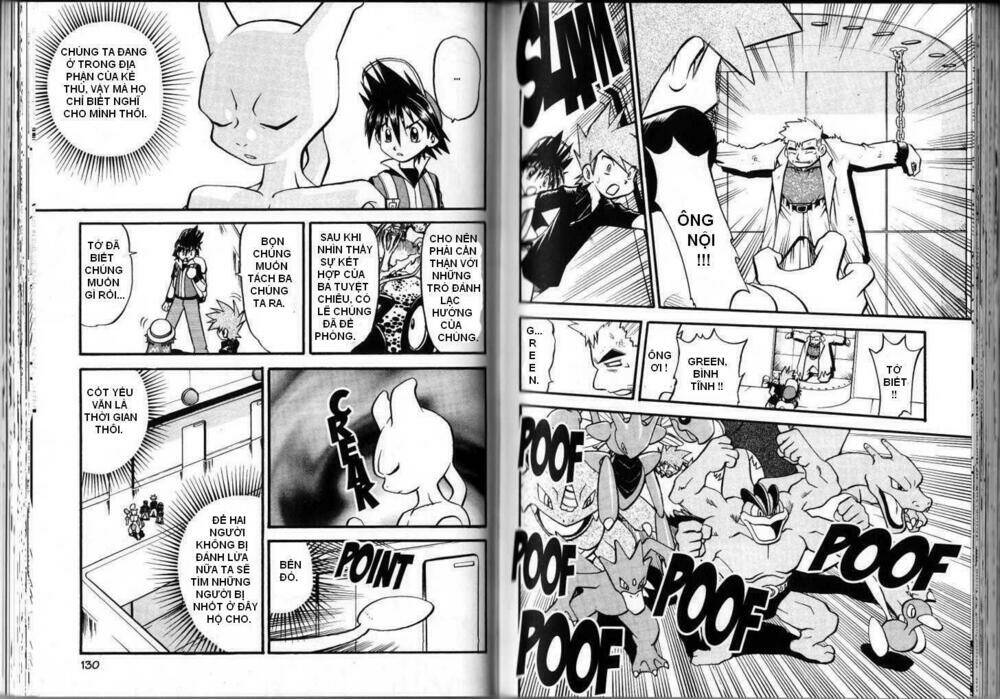 CHÚNG TA ĐANG
Ở TRONG ĐỊA
PHẬN CỦA KẺ
THÙ, VẬY MÀ HỌ
CHỈ BIẾT NGHĨ
CHO MÌNH THÔI.
...
TỚ ĐÃ
BIẾT
CHÚNG
MUỐN
GÌ RỒI...
BỌN
CHÚNG
MUỐN
TÁCH BA
CHÚNG
TA RA.
SAU KHI
NHÌN THẤY
SỰ KẾT
HỢP CỦA
BA TUYỆT
CHIÊU, CÓ
LẼ CHÚNG
ĐÃ ĐỀ
PHÒNG.
CHO NÊN
PHẢI CẨN
THẬN VỚI
NHỮNG
TRÒ ĐÁNH
LẠC
HƯỚNG
CỦA
CHÚNG.
CỐT YẾU
VẪN LÀ
THỜI GIAN
THÔI.
ĐỂ HAI
NGƯỜI
KHÔNG BỊ
ĐÁNH LỪA
NỮA TA SẼ
TÌM NHỮNG
NGƯỜI BỊ
NHỐT Ở ĐÂY
HỌ CHO.
CREAK
POINT
BÊN
ĐÓ.
130
SLAM
ÔNG
NỘI
!!!
G...
R
E
E
N.
ÔNG
ƠI !
GREEN,
BÌNH
TĨNH !!
TỚ
BIẾT
!!
POOF
POOF
POOF
POOF
POOF